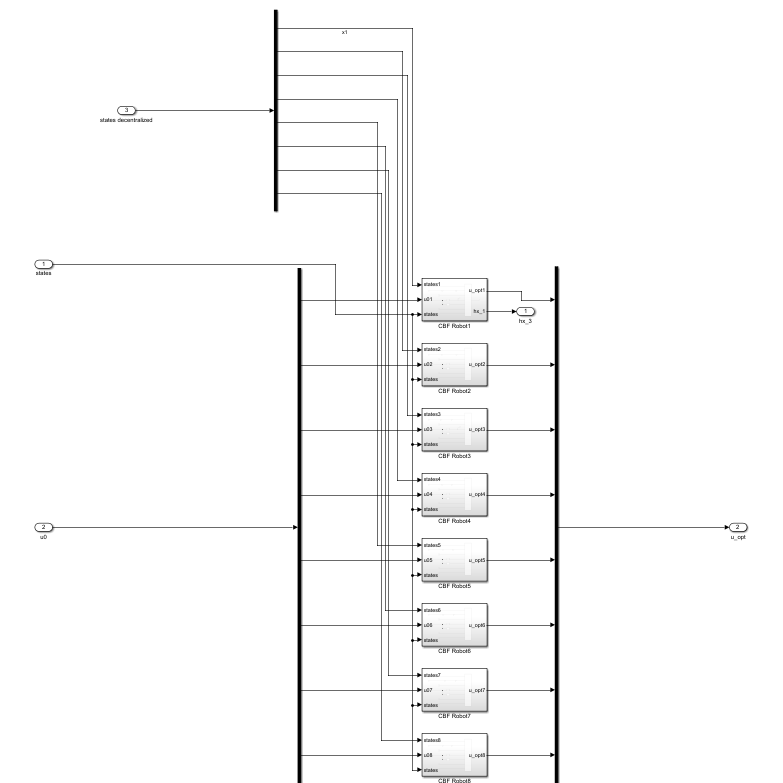 x1
3
states decentralized
1
states
states1
u_opt1
u01
hx_1
states
1
CBF Robot1
hx_3
states2
u02
u_opt2
states
CBF Robot2
states3
u03
u_opt3
states
CBF Robot3
states4
u04
u_opt4
states
CBF Robot4
2
u0
2
u_opt
states5
u05
u_opt5
states
CBF Robot5
states6
u06
u_opt6
states
CBF Robot6
states7
u07
u_opt7
states
CBF Robot7
states8
u08
u_opt8
states
CBF Robot8